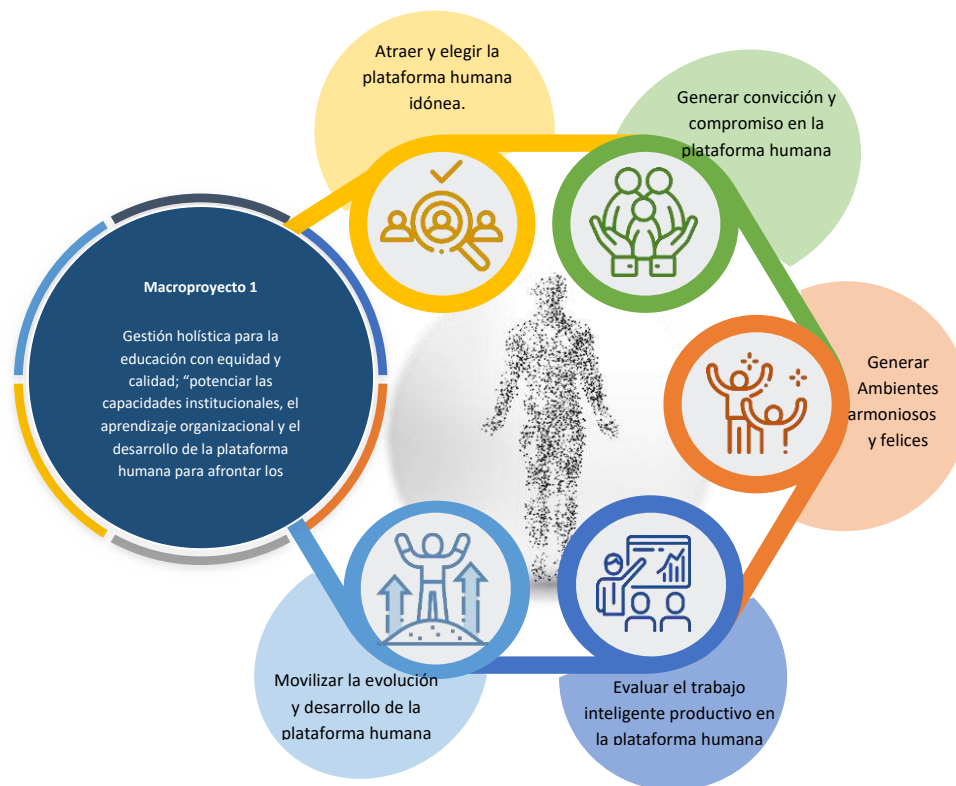 Atraer y elegir la
plataforma humana
idónea.
Generar convicción y
compromiso en la
plataforma humana
Macroproyecto 1
Gestión holística para la
educación con equidad y
calidad; “potenciar las
capacidades institucionales, el
aprendizaje organizacional y el
desarrollo de la plataforma
humana para afrontar los
Generar
Ambientes
armoniosos
y felices
Movilizar la evolución
y desarrollo de la
plataforma humana
Evaluar el trabajo
inteligente productivo en
la plataforma humana